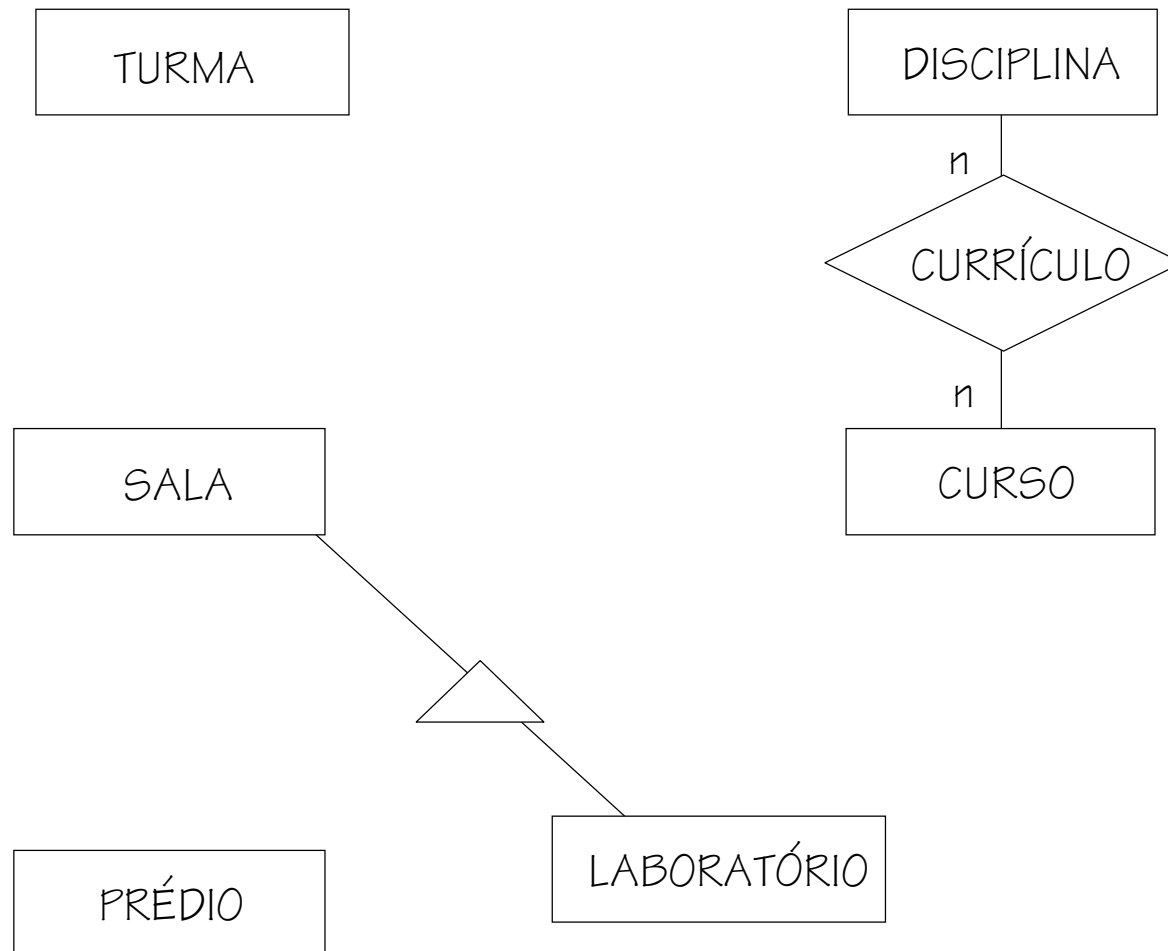 TURMA
DISCIPLINA
n
CURRÍCULO
n
SALA
CURSO
LABORATÓRIO
PRÉDIO